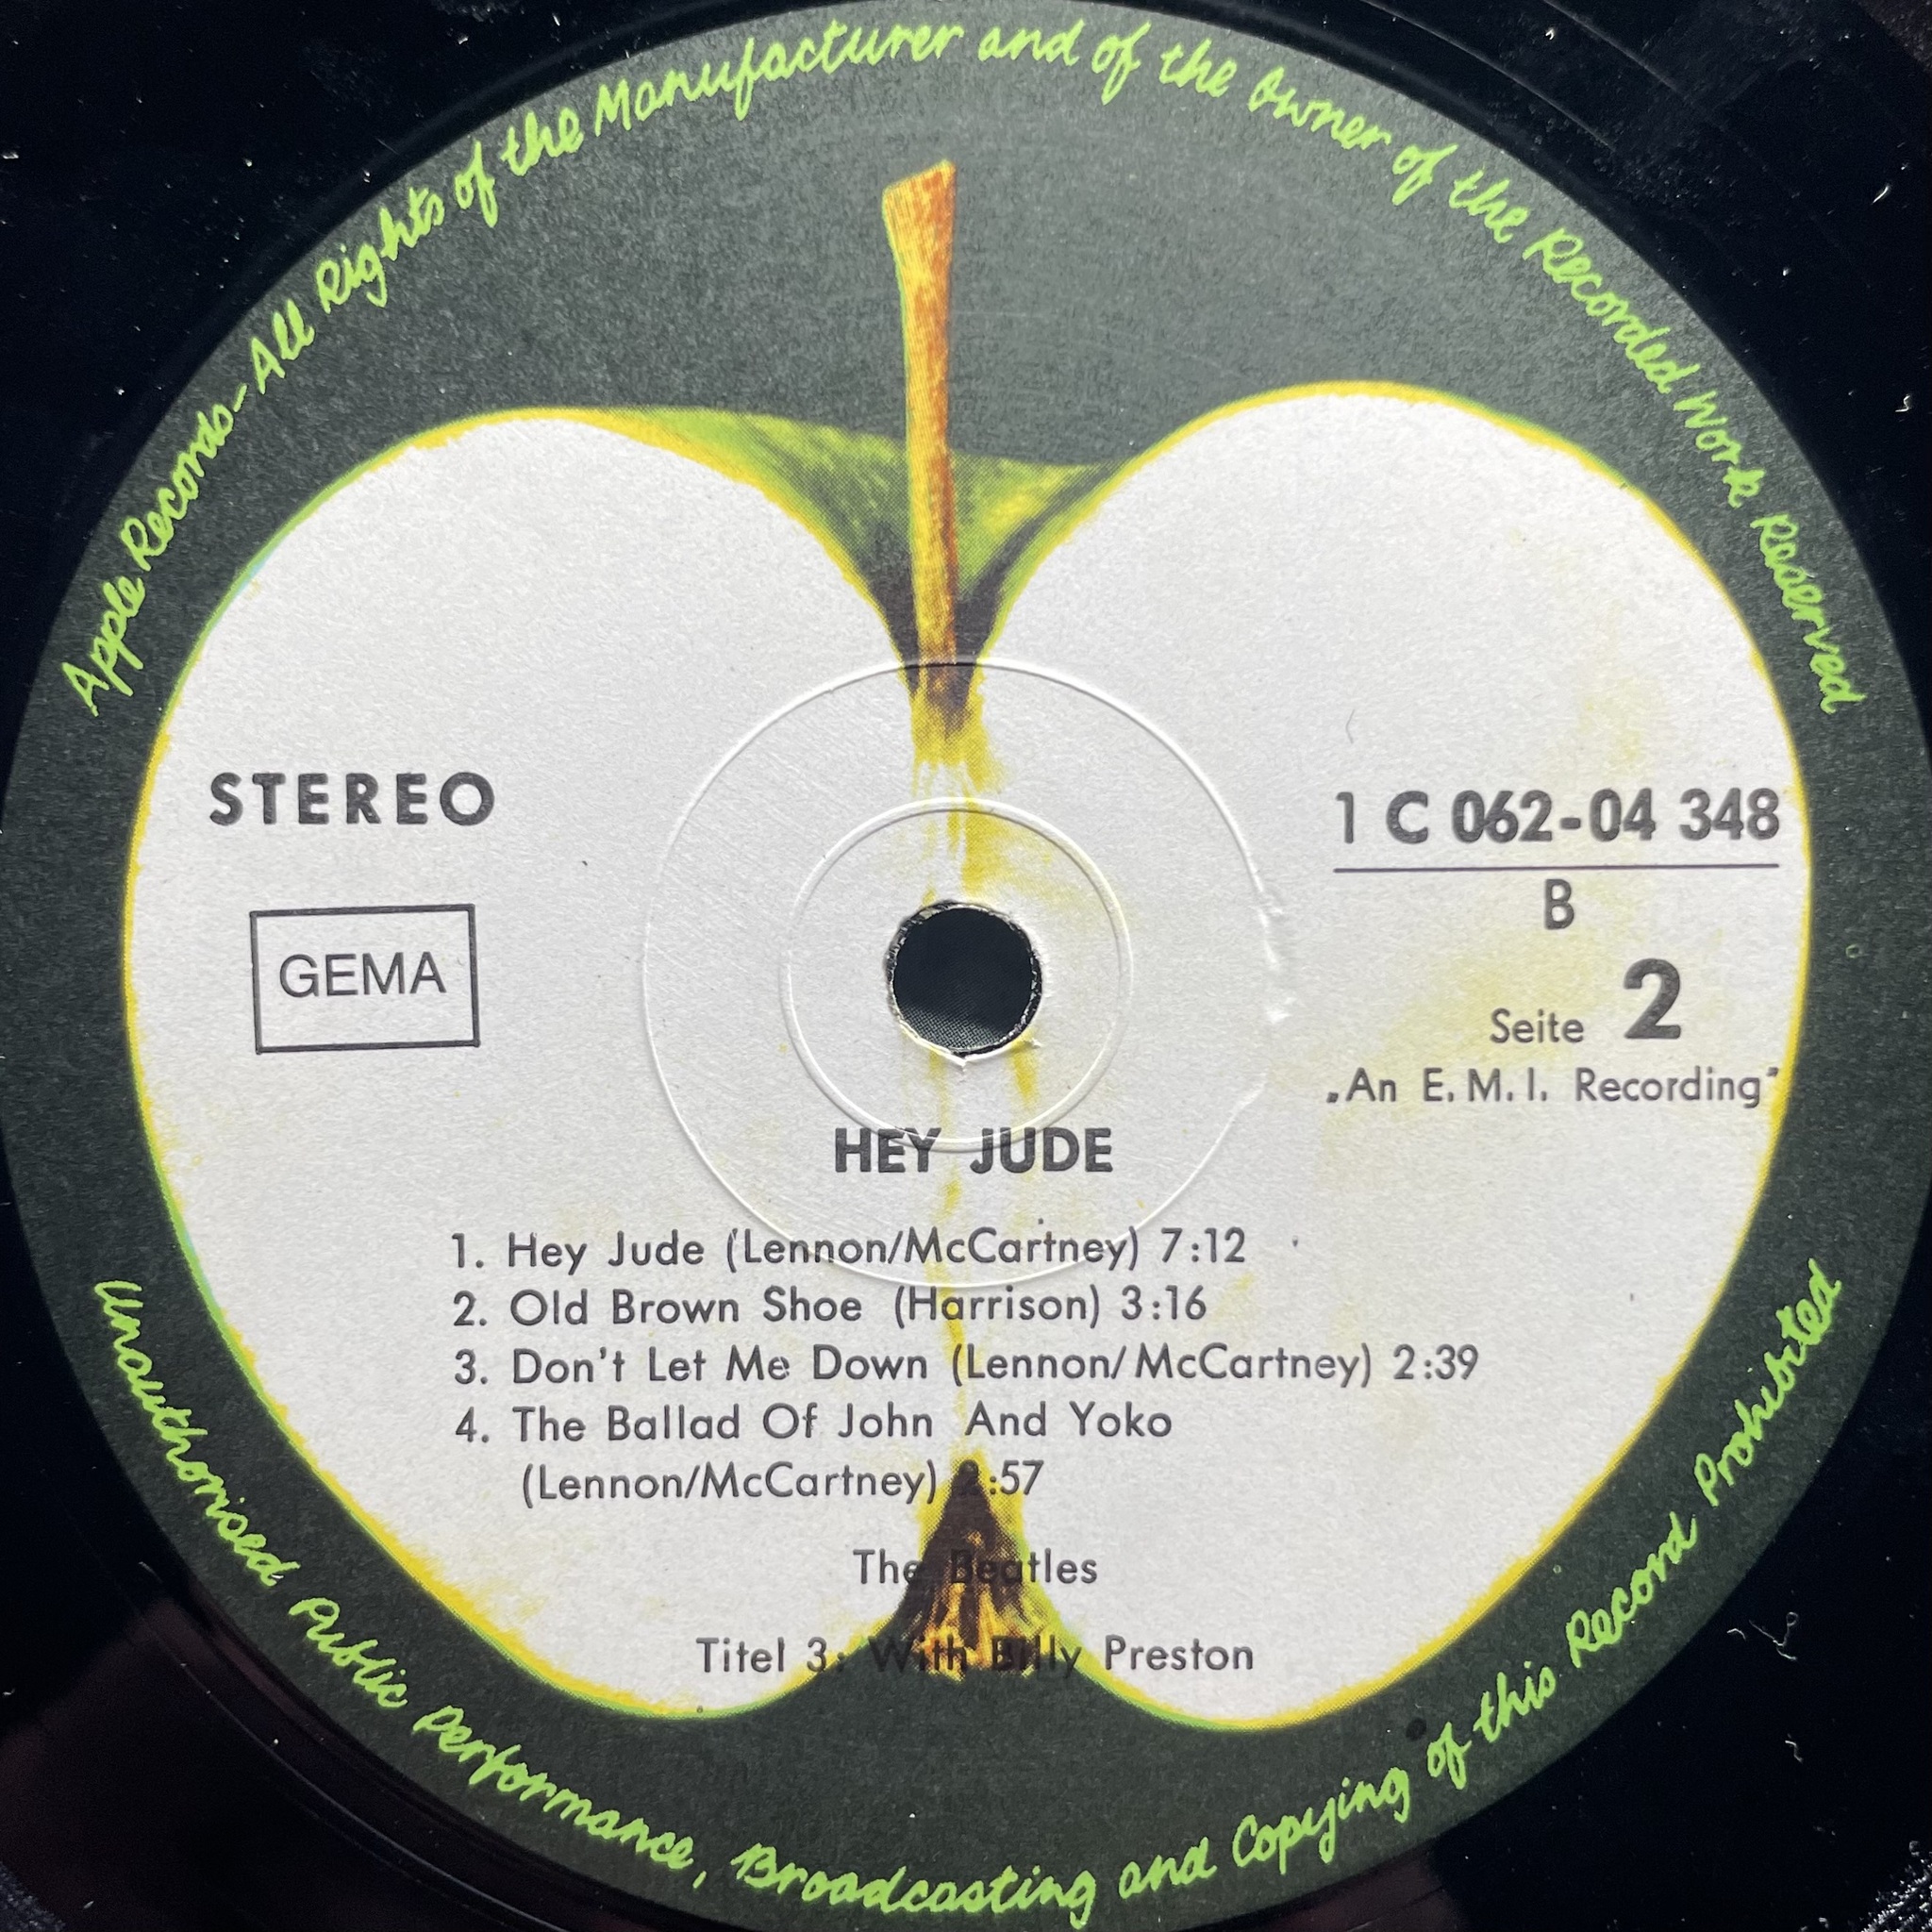 Apple Records-All Rights of the Manufacturer and of the Owner of the Recorded Work Reserved
STEREO
GEMA
1 C 062-04 348
B
Seite 2
„An E.M.I. Recording"
HEY JUDE
1. Hey Jude (Lennon/McCartney) 7:12
2. Old Brown Shoe (Harrison) 3:16
3. Don't Let Me Down (Lennon/McCartney) 2:39
4. The Ballad Of John And Yoko
(Lennon/McCartney) 2:57
The Beatles
Titel 3: With Billy Preston
Unauthorised Public Performance, Broadcasting and Copying of this Record Prohibited